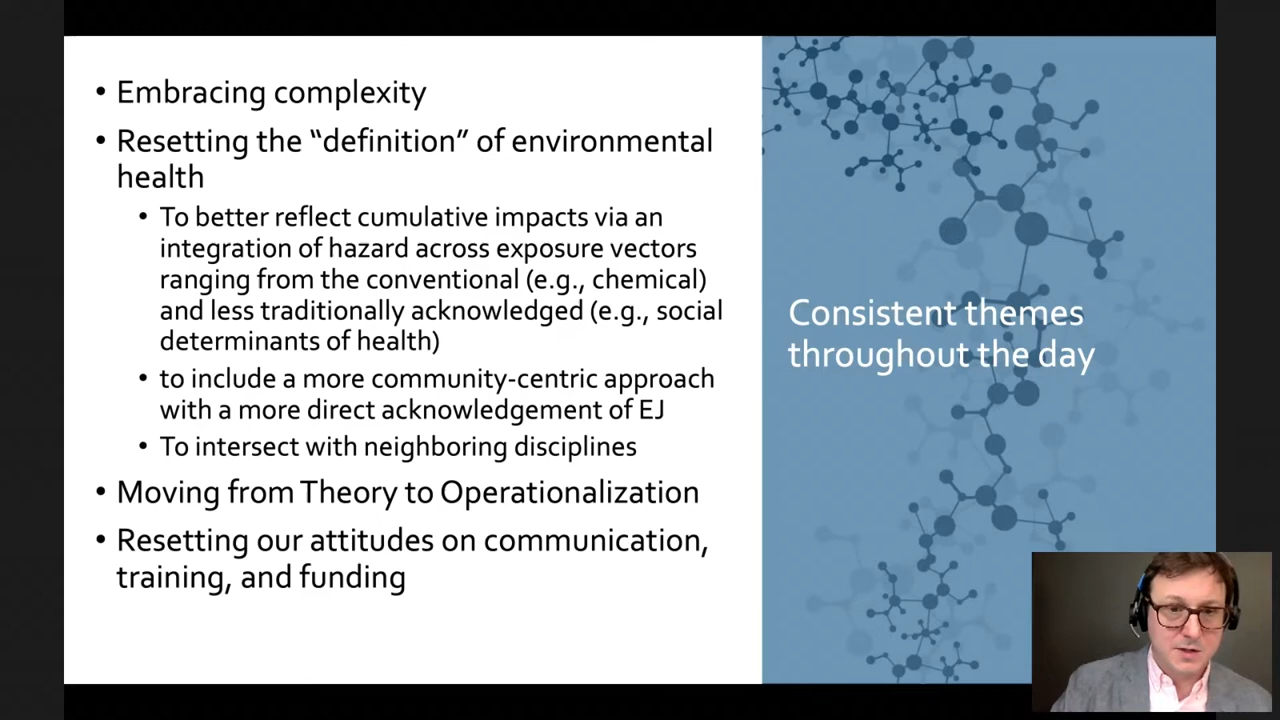 • Embracing complexity
• Resetting the “definition” of environmental
health
• To better reflect cumulative impacts via an
integration of hazard across exposure vectors
ranging from the conventional (e.g., chemical)
and less traditionally acknowledged (e.g., social
determinants of health)
• to include a more community-centric approach
with a more direct acknowledgement of EJ
• To intersect with neighboring disciplines
• Moving from Theory to Operationalization
• Resetting our attitudes on communication,
training, and funding
Consistent themes
throughout the day